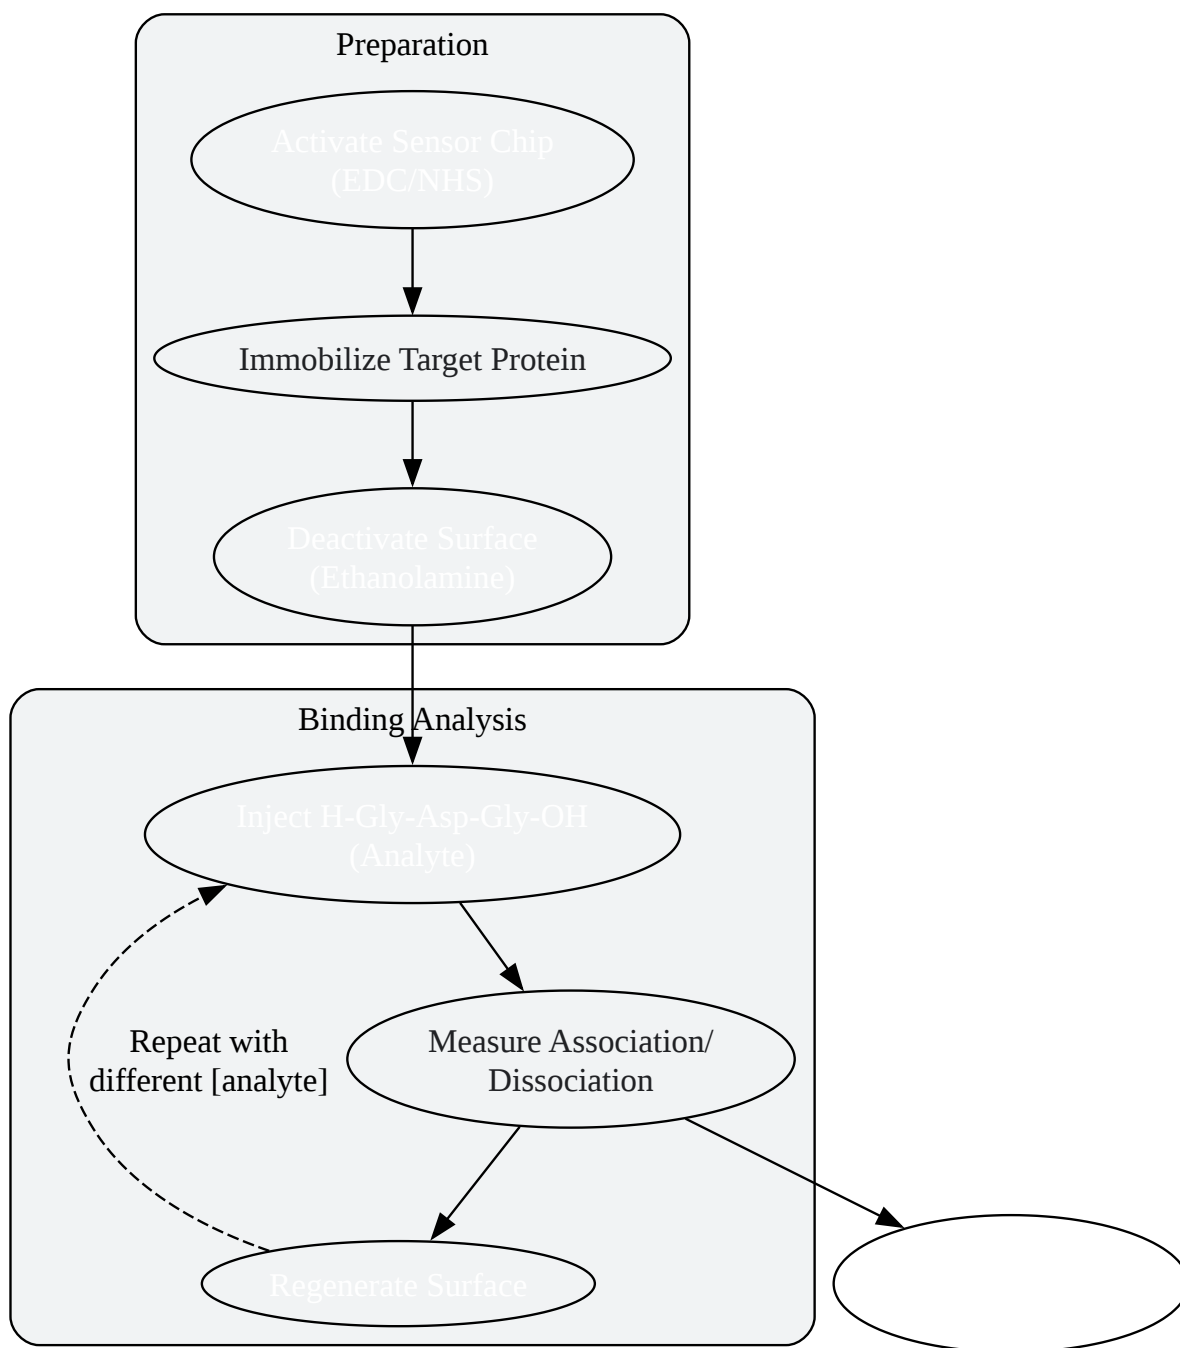 Preparation
Activate Sensor Chip
(EDC/NHS)
Immobilize Target Protein
Deactivate Surface
(Ethanolamine)
Binding Analysis
Inject H-Gly-Asp-Gly-OH
(Analyte)
Repeat with
different [analyte]
Measure Association/
Dissociation
Regenerate Surface